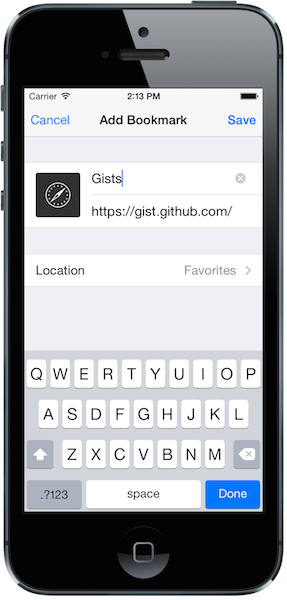 Carrier 2:13 PM
Cancel Add Bookmark Save
Gists
https://gist.github.com/
Location Favorites
Q W E R T Y U I O P
A S D F G H J K L
Z X C V B N M
.?123 space Done